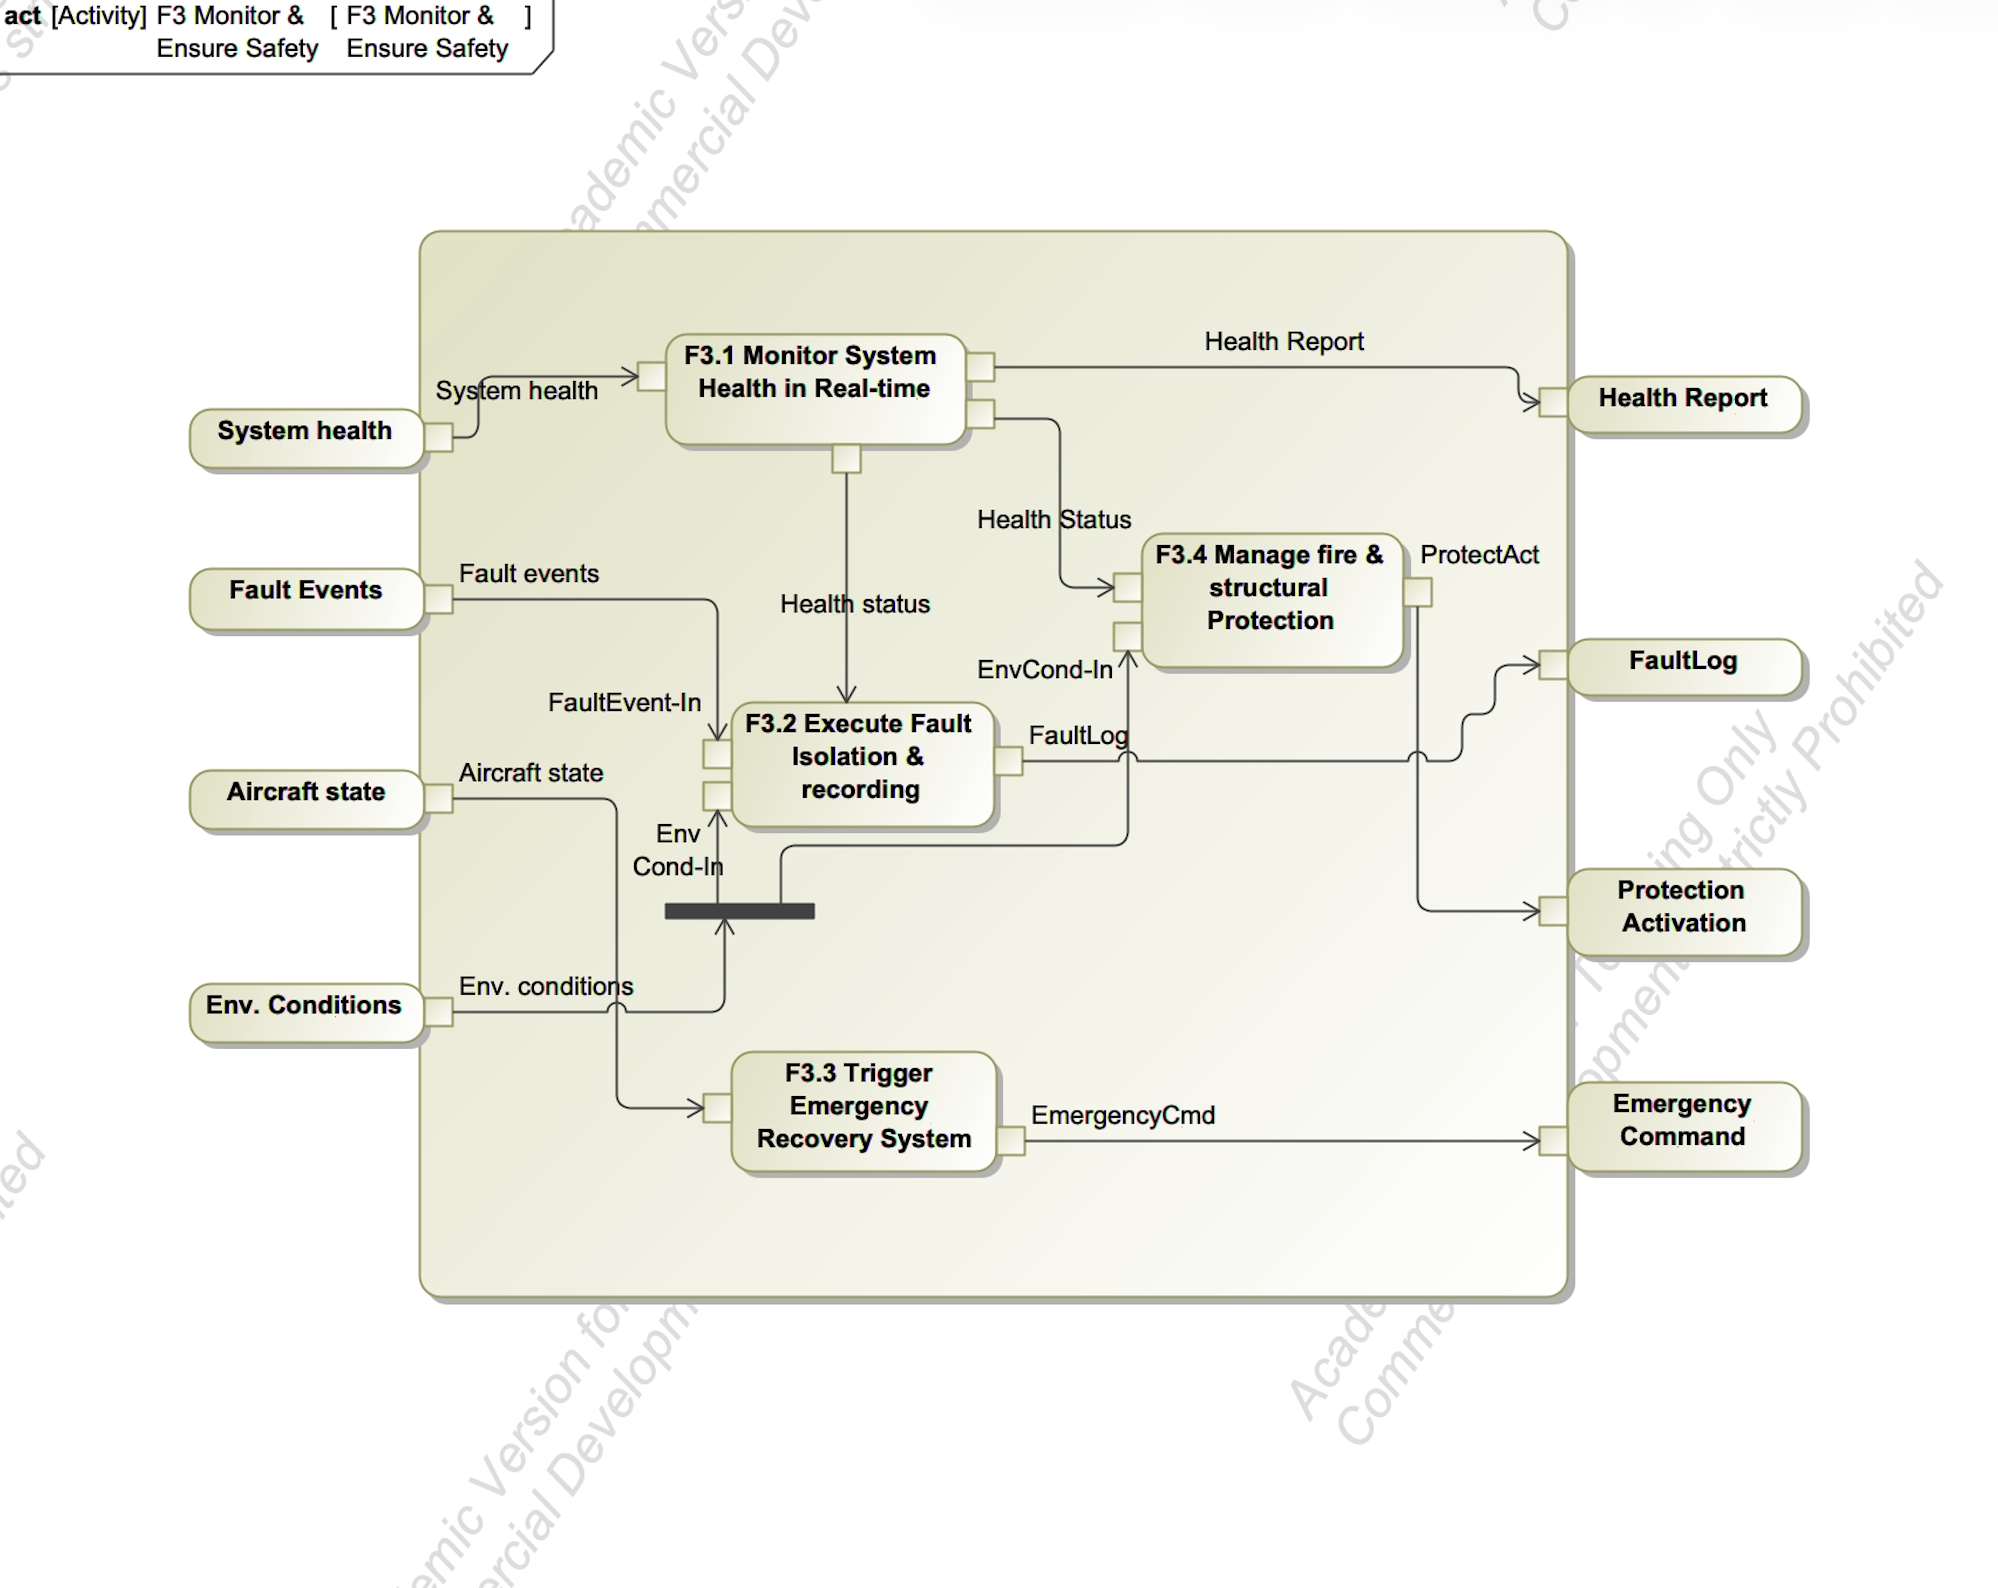 act [Activity] F3 Monitor & [ F3 Monitor & ]
Ensure Safety Ensure Safety
Health Report
F3.1 Monitor System
Health in Real-time
System health
Health Report
System health
Health Status
F3.4 Manage fire &
structural
Protection
ProtectAct
Fault events
Fault Events
Health status
EnvCond-In
FaultLog
FaultEvent-In
F3.2 Execute Fault
Isolation &
recording
FaultLog
Aircraft state
Aircraft state
Env
Cond-In
Protection
Activation
Env. conditions
Env. Conditions
F3.3 Trigger
Emergency
Recovery System
EmergencyCmd
Emergency
Command